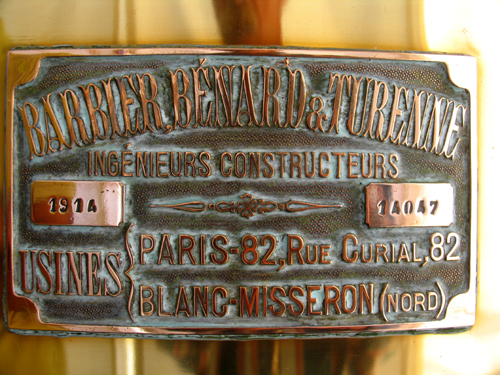 BARBIER, BÉNARD & TURENNE
INGÉNIEURS CONSTRUCTEURS
1914 14047
USINES
PARIS-82, RUE CURIAL, 82
BLANC-MISSERON (NORD)